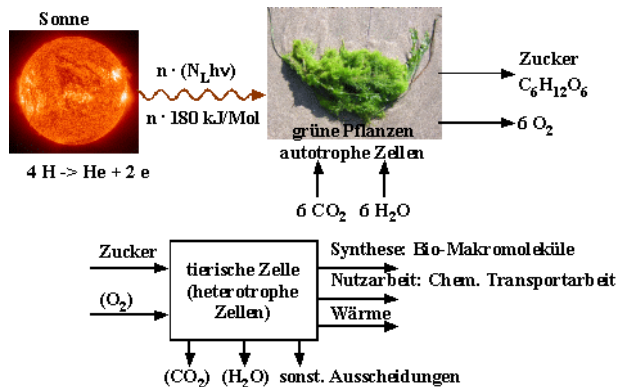 Sonne
n · (N_Lhν)
n · 180 kJ/Mol
4 H -> He + 2 e
grüne Pflanzen
autotrophe Zellen
Zucker
C₆H₁₂O₆
6 O₂
6 CO₂ 6 H₂O
Zucker
(O₂)
tierische Zelle
(heterotrophe
Zellen)
Synthese: Bio-Makromoleküle
Nutzarbeit: Chem. Transportarbeit
Wärme
(CO₂) (H₂O) sonst. Ausscheidungen